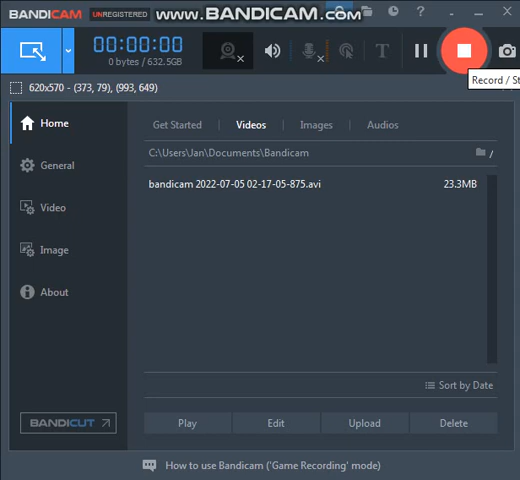 BANDICAM UNREGISTERED www.BANDICAM.com
00:00:00
0 bytes / 632.5GB
T
Record / St
620x570 - (373, 79), (993, 649)
Home
General
Video
Image
About
BANDICUT
Get Started Videos Images Audios
C:\Users\Jan\Documents\Bandicam
bandicam 2022-07-05 02-17-05-875.avi 23.3MB
Sort by Date
Play Edit Upload Delete
How to use Bandicam ('Game Recording' mode)